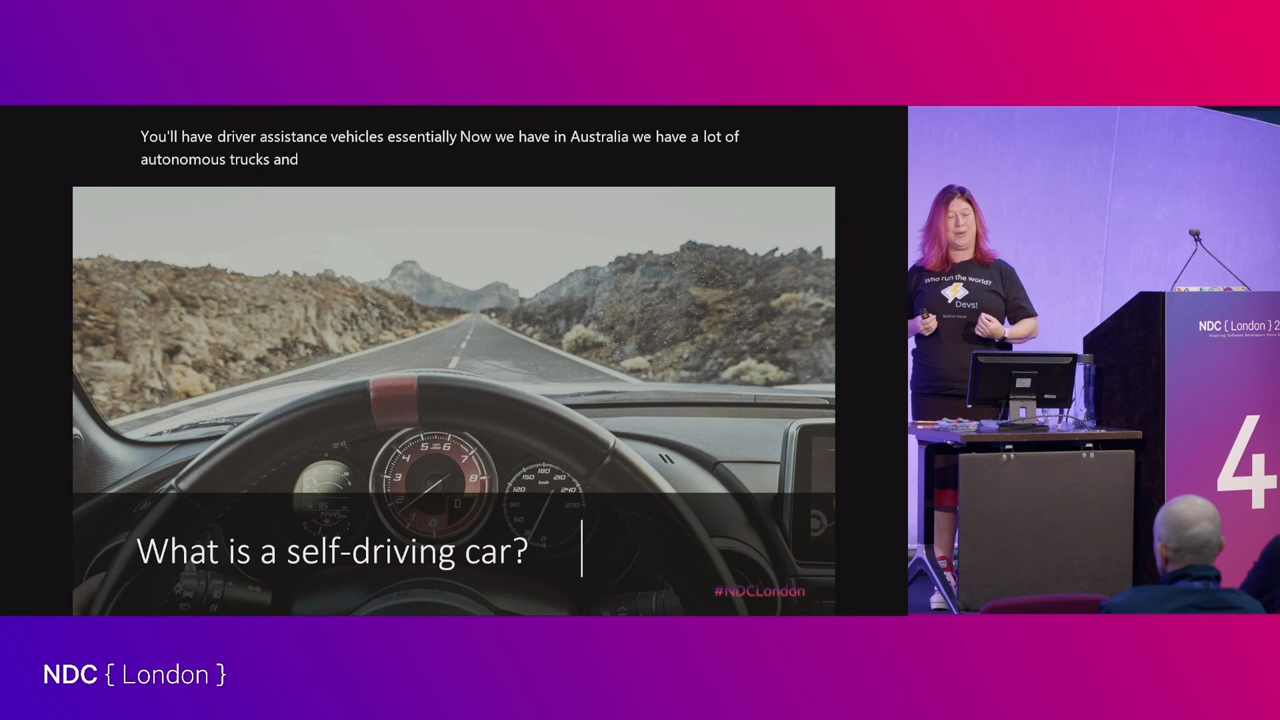 You'll have driver assistance vehicles essentially Now we have in Australia we have a lot of
autonomous trucks and
What is a self-driving car?
#NDCLondon
Who run the world?
Devs!
NDC { London } 2
4
NDC { London }